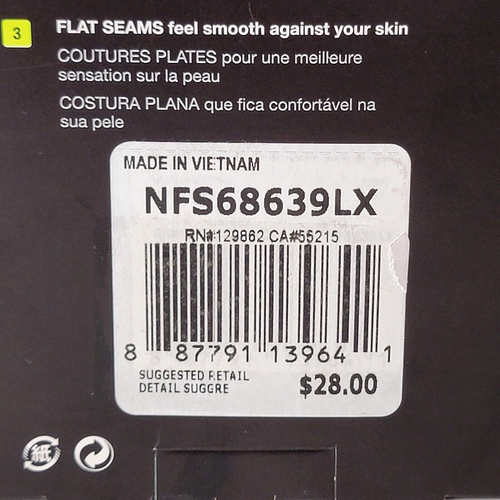 3
FLAT SEAMS feel smooth against your skin
COUTURES PLATES pour une meilleure
sensation sur la peau
COSTURA PLANA que fica confortável na
sua pele
MADE IN VIETNAM
NFS68639LX
RN#129862 CA#55215
8 87791 13964 1
SUGGESTED RETAIL
DETAIL SUGGRE
$28.00
紙